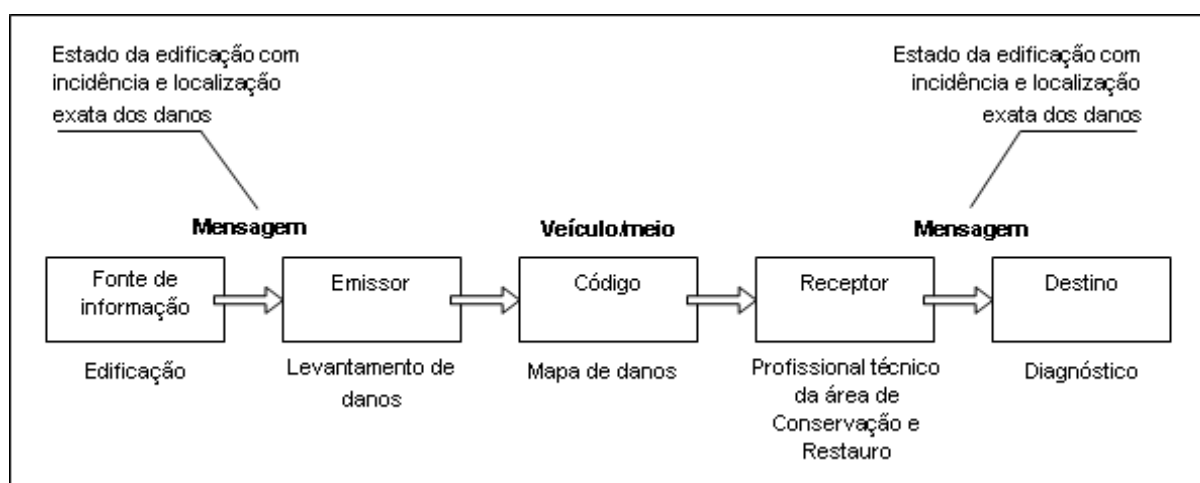 Estado da edificação com
incidência e localização
exata dos danos
Estado da edificação com
incidência e localização
exata dos danos
Mensagem
Veículo/meio
Mensagem
Fonte de
informação
Emissor
Código
Receptor
Destino
Edificação
Levantamento de
danos
Mapa de danos
Profissional técnico
da área de
Conservação e
Restauro
Diagnóstico